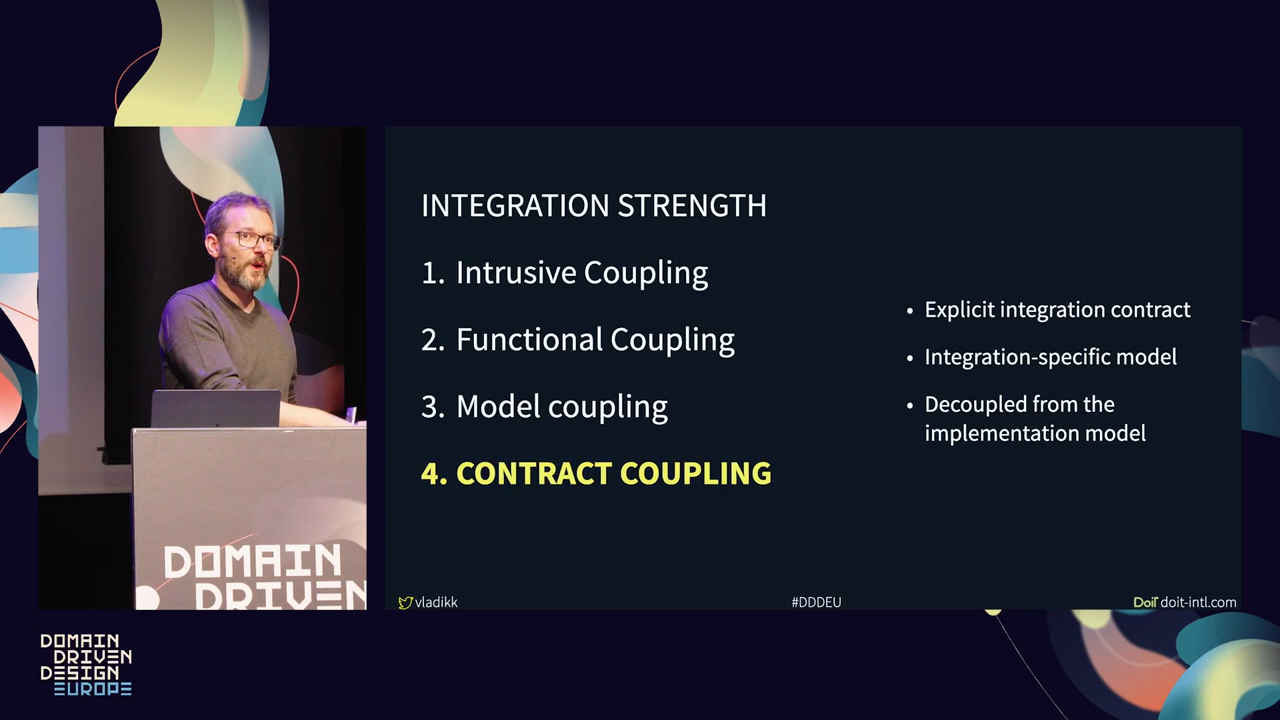 INTEGRATION STRENGTH
1. Intrusive Coupling
2. Functional Coupling
3. Model coupling
4. CONTRACT COUPLING
• Explicit integration contract
• Integration-specific model
• Decoupled from the
implementation model
vladikk
#DDDEU
DoiT doit-intl.com
DOMAIN
DRIVEN
DOMAIN
DRIVEN
DESIGN
EUROPE